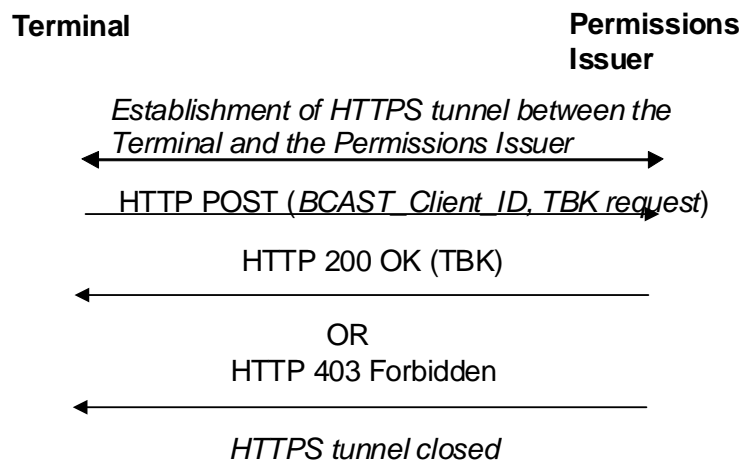 Terminal
Permissions
Issuer
Establishment of HTTPS tunnel between the
Terminal and the Permissions Issuer
HTTP POST (BCAST_Client_ID, TBK request)
HTTP 200 OK (TBK)
OR
HTTP 403 Forbidden
HTTPS tunnel closed